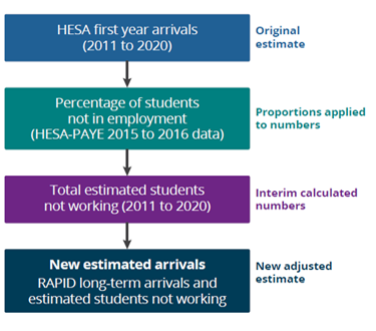 HESA first year arrivals
(2011 to 2020)
Original
estimate
Percentage of students
not in employment
(HESA-PAYE 2015 to 2016 data)
Proportions applied
to numbers
Total estimated students
not working (2011 to 2020)
Interim calculated
numbers
New estimated arrivals
RAPID long-term arrivals and
estimated students not working
New adjusted
estimate